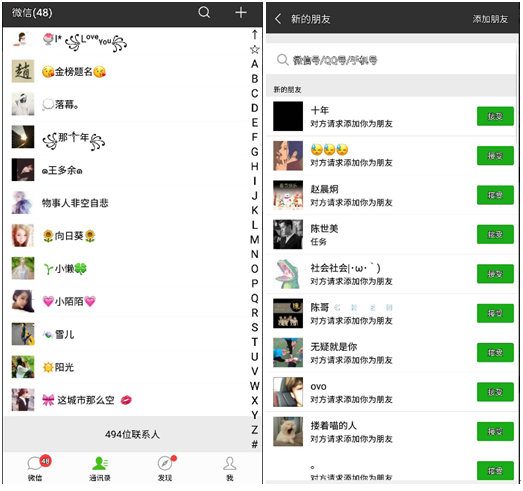 微信(48)
I* Love You
😘金榜题名😘
💭落幕。
那个年
๑王多余๑
物事人非空自悲
🌻向日葵🌻
小懒🍀
💗小陌陌💗
雪儿
☀阳光
🎀 这城市那么空 💋
494位联系人
↑
☆
A
B
C
D
E
F
G
H
I
J
K
L
M
N
O
P
Q
R
S
T
U
V
W
X
Y
Z
#
48
微信
通讯录
发现
我
新的朋友
添加朋友
微信号/QQ号/手机号
新的朋友
十年
对方请求添加你为朋友
接受
😓😓😓
对方请求添加你为朋友
接受
赵晨炯
对方请求添加你为朋友
接受
陈世美
任务
接受
社会社会|･ω･｀)
对方请求添加你为朋友
接受
陈哥
对方请求添加你为朋友
接受
无疑就是你
对方请求添加你为朋友
接受
ovo
对方请求添加你为朋友
接受
搂着喵的人
对方请求添加你为朋友
接受
。
对方请求添加你为朋友
接受